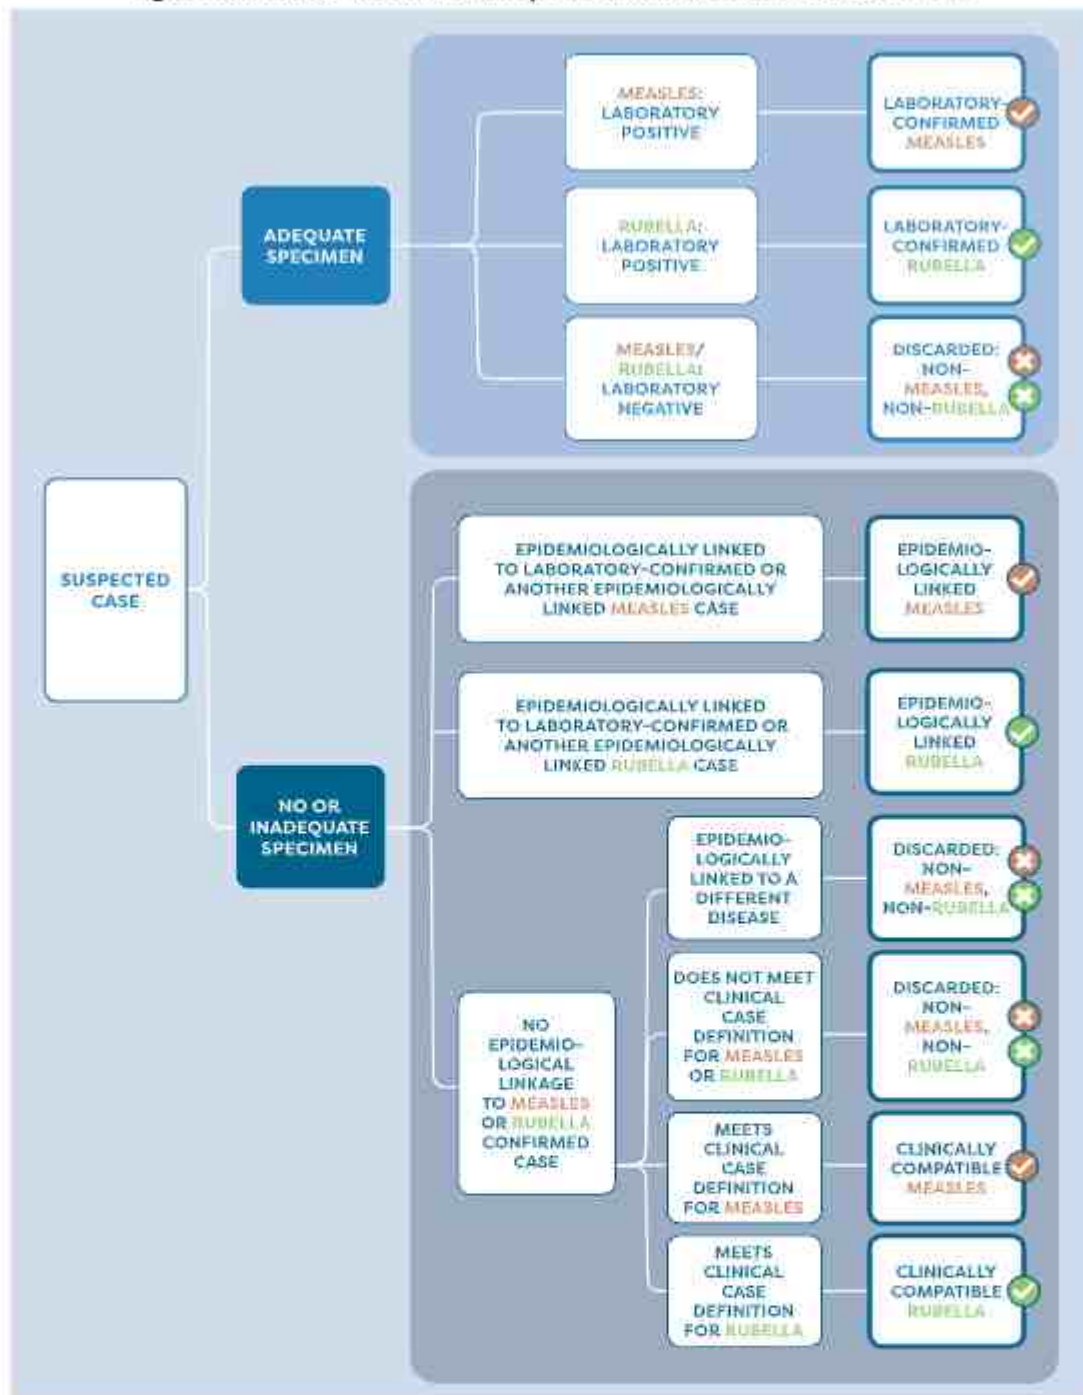 MEASLES:
LABORATORY
POSITIVE
LABORATORY-
CONFIRMED
MEASLES
ADEQUATE
SPECIMEN
RUBELLA:
LABORATORY
POSITIVE
LABORATORY-
CONFIRMED
RUBELLA
MEASLES/
RUBELLA:
LABORATORY
NEGATIVE
DISCARDED:
NON-
MEASLES,
NON-RUBELLA
SUSPECTED
CASE
EPIDEMIOLOGICALLY LINKED
TO LABORATORY-CONFIRMED OR
ANOTHER EPIDEMIOLOGICALLY
LINKED MEASLES CASE
EPIDEMIO-
LOGICALLY
LINKED
MEASLES
EPIDEMIOLOGICALLY LINKED
TO LABORATORY-CONFIRMED OR
ANOTHER EPIDEMIOLOGICALLY
LINKED RUBELLA CASE
EPIDEMIO-
LOGICALLY
LINKED
RUBELLA
NO OR
INADEQUATE
SPECIMEN
EPIDEMIO-
LOGICALLY
LINKED TO A
DIFFERENT
DISEASE
DISCARDED:
NON-
MEASLES,
NON-RUBELLA
NO
EPIDEMIO-
LOGICAL
LINKAGE
TO MEASLES
OR RUBELLA
CONFIRMED
CASE
DOES NOT MEET
CLINICAL
CASE
DEFINITION
FOR MEASLES
OR RUBELLA
DISCARDED:
NON-
MEASLES,
NON-
RUBELLA
MEETS
CLINICAL
CASE
DEFINITION
FOR MEASLES
CLINICALLY
COMPATIBLE
MEASLES
MEETS
CLINICAL
CASE
DEFINITION
FOR RUBELLA
CLINICALLY
COMPATIBLE
RUBELLA